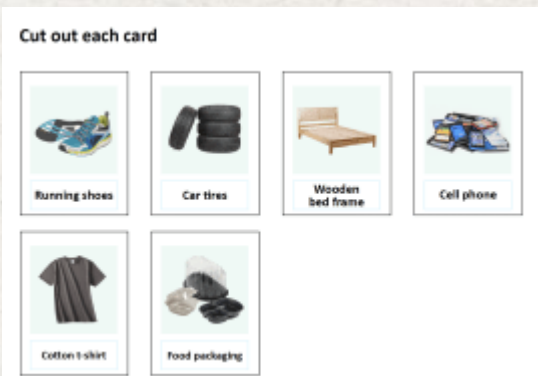 Cut out each card
Running shoes
Car tires
Wooden
bed frame
Cell phone
Cotton t-shirt
Food packaging